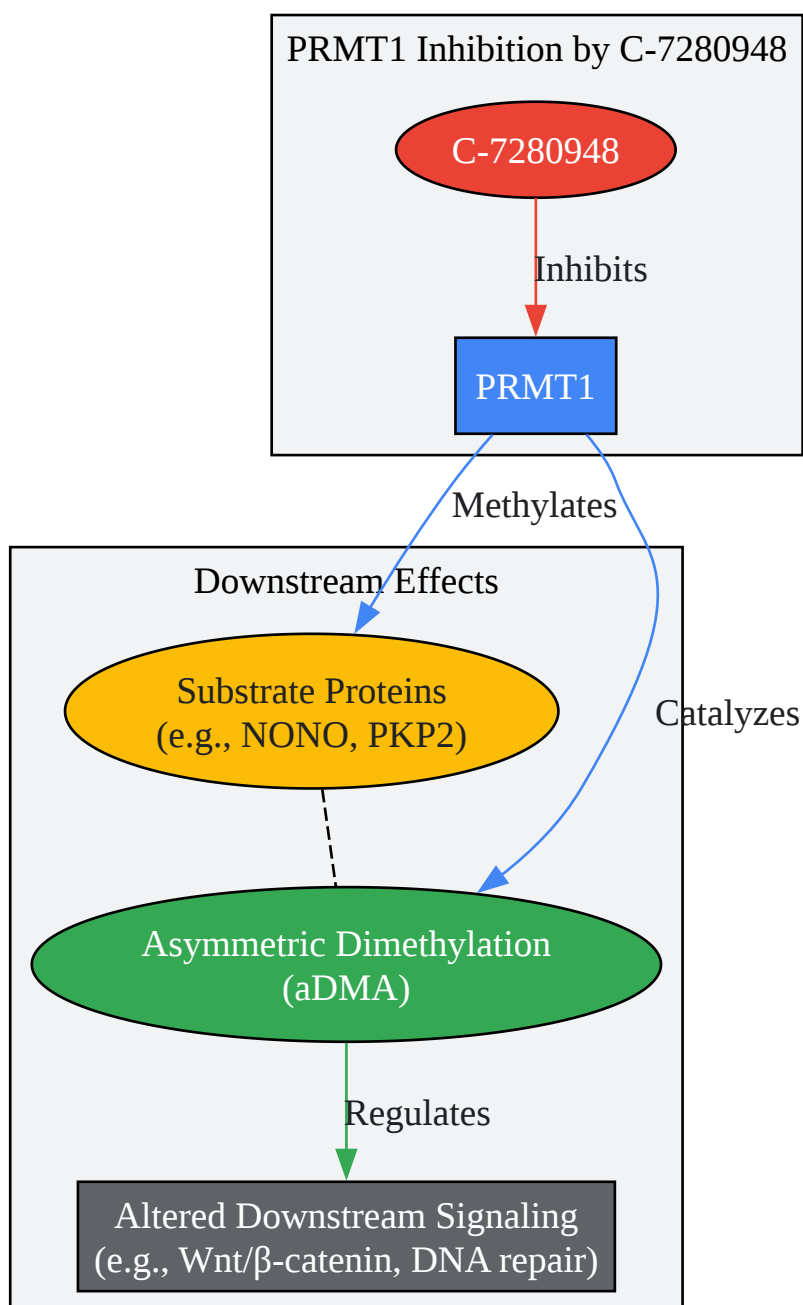 PRMT1 Inhibition by C-7280948
C-7280948
Inhibits
PRMT1
Methylates
Downstream Effects
Substrate Proteins
(e.g., NONO, PKP2)
Catalyzes
Asymmetric Dimethylation
(aDMA)
Regulates
Altered Downstream Signaling
(e.g., Wnt/β-catenin, DNA repair)